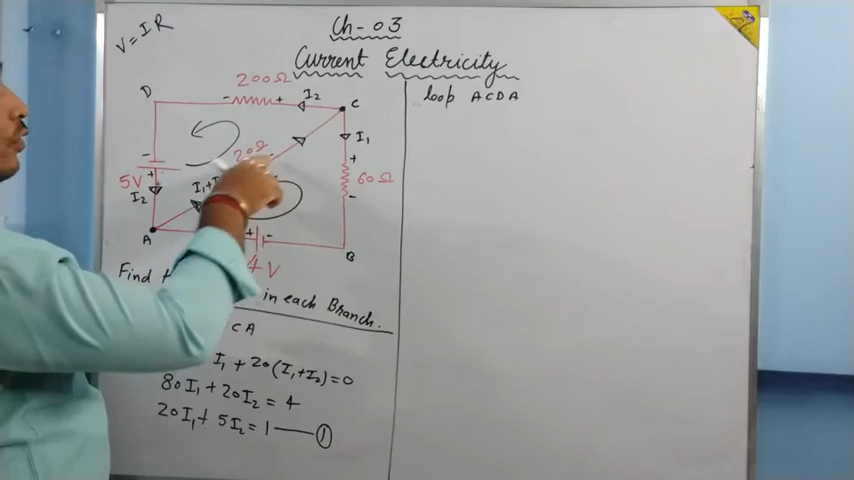 V = IR
Ch-03
Current Electricity
200Ω
D
- +
I₂
C
loop ACDA
I₁
+
20Ω
-
5V
+
60Ω
-
I₂
A
+ -
B
4V
Find
in each Branch.
CA
I₁ + 20(I₁+I₂)=0
80I₁ + 20I₂ = 4
20I₁ + 5I₂ = 1 —— ①